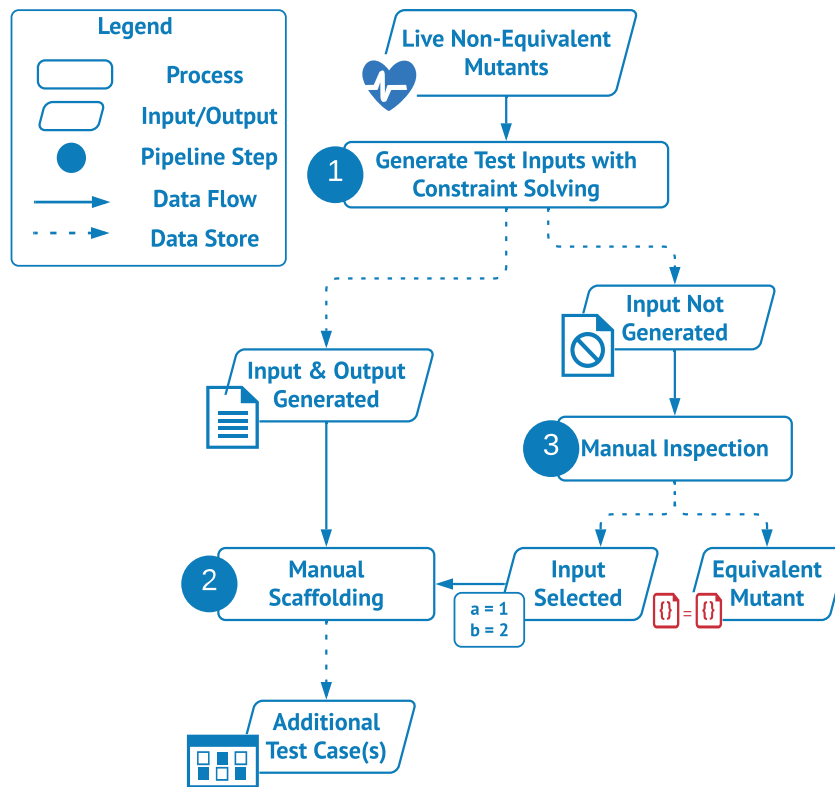 Legend
Process
Input/Output
Pipeline Step
Data Flow
Data Store
Live Non-Equivalent
Mutants
1
Generate Test Inputs with
Constraint Solving
Input Not
Generated
Input & Output
Generated
3
Manual Inspection
2
Manual
Scaffolding
Input
Selected
a = 1
b = 2
Equivalent
Mutant
{} = {}
Additional
Test Case(s)